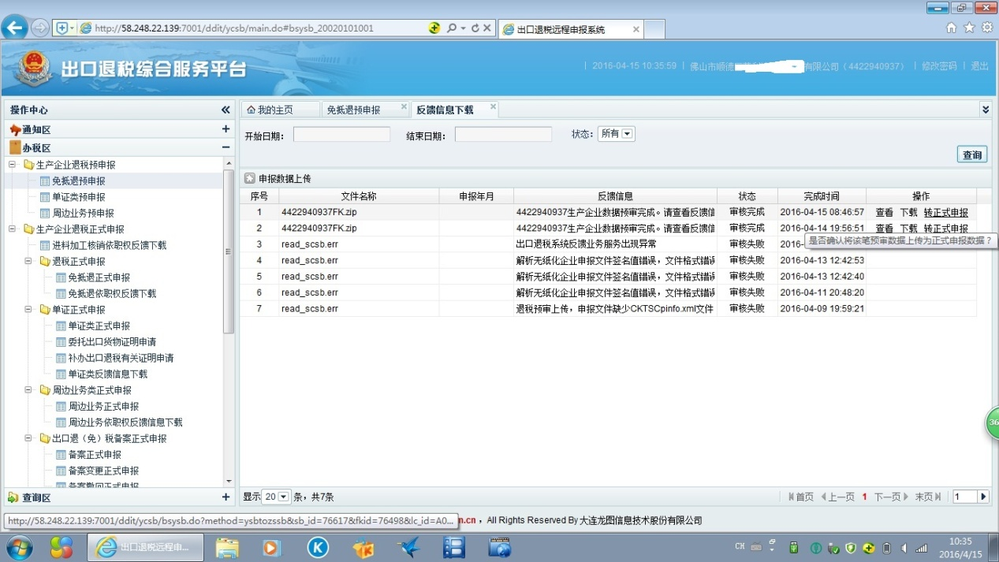 http://58.248.22.139:7001/ddit/ycsb/main.do#bsysb_20020101001
出口退税远程申报系统
出口退税综合服务平台
2016-04-15 10:35:59 | 佛山市顺德 有限公司（4422940937） | 修改密码 | 退出
操作中心
通知区
办税区
生产企业退税预申报
免抵退预申报
单证类预申报
周边业务预申报
生产企业退税正式申报
进料加工核销依职权反馈下载
退税正式申报
免抵退正式申报
免抵退依职权反馈下载
单证正式申报
单证类正式申报
委托出口货物证明申请
补办出口退税有关证明申请
单证类反馈信息下载
周边业务类正式申报
周边业务正式申报
周边业务依职权反馈信息下载
出口退（免）税备案正式申报
备案正式申报
备案变更正式申报
备案撤回正式申报
查询区
我的主页 免抵退预申报 反馈信息下载
开始日期： 结束日期： 状态： 所有
查询
申报数据上传
序号 文件名称 申报年月 反馈信息 状态 完成时间 操作
1 4422940937FK.zip 4422940937生产企业数据预审完成。请查看反馈信 审核完成 2016-04-15 08:46:57 查看 下载 转正式申报
2 4422940937FK.zip 4422940937生产企业数据预审完成。请查看反馈信 审核完成 2016-04-14 19:56:51 查看 下载 转正式申报
3 read_scsb.err 出口退税系统反馈业务服务出现异常 审核失败 2016-
是否确认将该笔预审数据上传为正式申报数据？
4 read_scsb.err 解析无纸化企业申报文件签名值错误，文件格式错误 审核失败 2016-04-13 12:42:53
5 read_scsb.err 解析无纸化企业申报文件签名值错误，文件格式错误 审核失败 2016-04-13 12:42:40
6 read_scsb.err 解析无纸化企业申报文件签名值错误，文件格式错误 审核失败 2016-04-11 20:48:20
7 read_scsb.err 退税预审上传，申报文件缺少CKTSCpinfo.xml文件 审核失败 2016-04-09 19:59:21
显示 20 条，共7条
首页 上一页 1 下一页 末页 1
http://58.248.22.139:7001/ddit/ycsb/bsysb.do?method=ysbtozssb&sb_id=76617&fkid=76498&lc_id=A0... n.cn ，All Rights Reserved By 大连龙图信息技术股份有限公司
36
出口退税远程申...
CH
10:35
2016/4/15